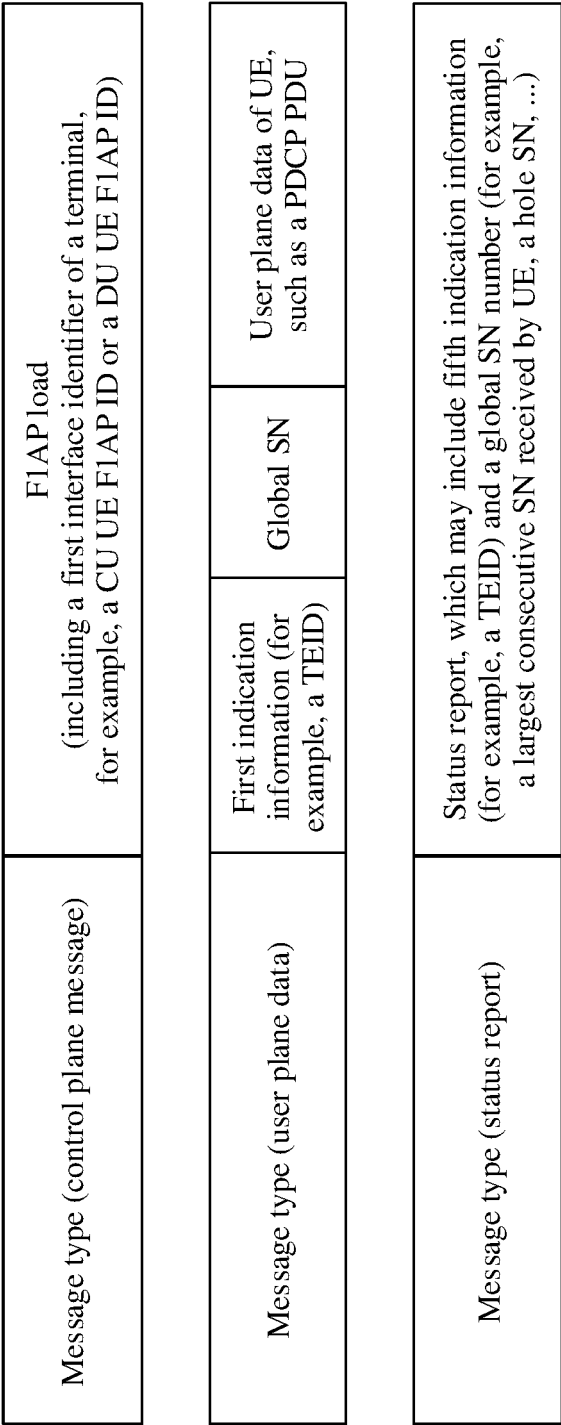 Message type (control plane message)
F1AP load
(including a first interface identifier of a terminal,
for example, a CU UE F1AP ID or a DU UE F1AP ID)
Message type (user plane data)
First indication
information (for
example, a TEID)
Global SN
User plane data of UE,
such as a PDCP PDU
Message type (status report)
Status report, which may include fifth indication information
(for example, a TEID) and a global SN number (for example,
a largest consecutive SN received by UE, a hole SN, ...)